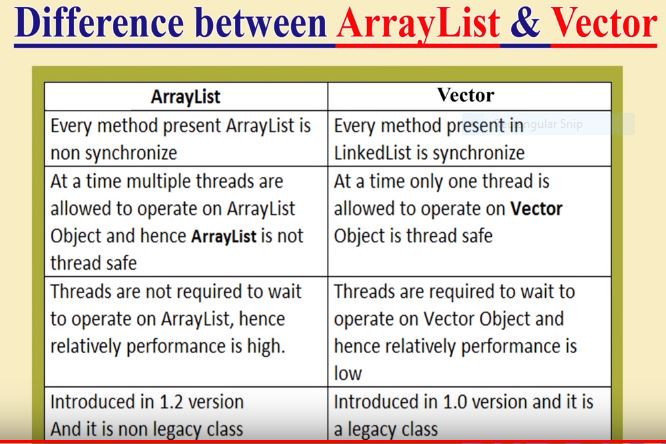 Difference between ArrayList & Vector
ArrayList
Vector
Every method present ArrayList is
non synchronize
Every method present in
LinkedList is synchronize
Rectangular Snip
At a time multiple threads are
allowed to operate on ArrayList
Object and hence ArrayList is not
thread safe
At a time only one thread is
allowed to operate on Vector
Object is thread safe
Threads are not required to wait
to operate on ArrayList, hence
relatively performance is high.
Threads are required to wait to
operate on Vector Object and
hence relatively performance is
low
Introduced in 1.2 version
And it is non legacy class
Introduced in 1.0 version and it is
a legacy class